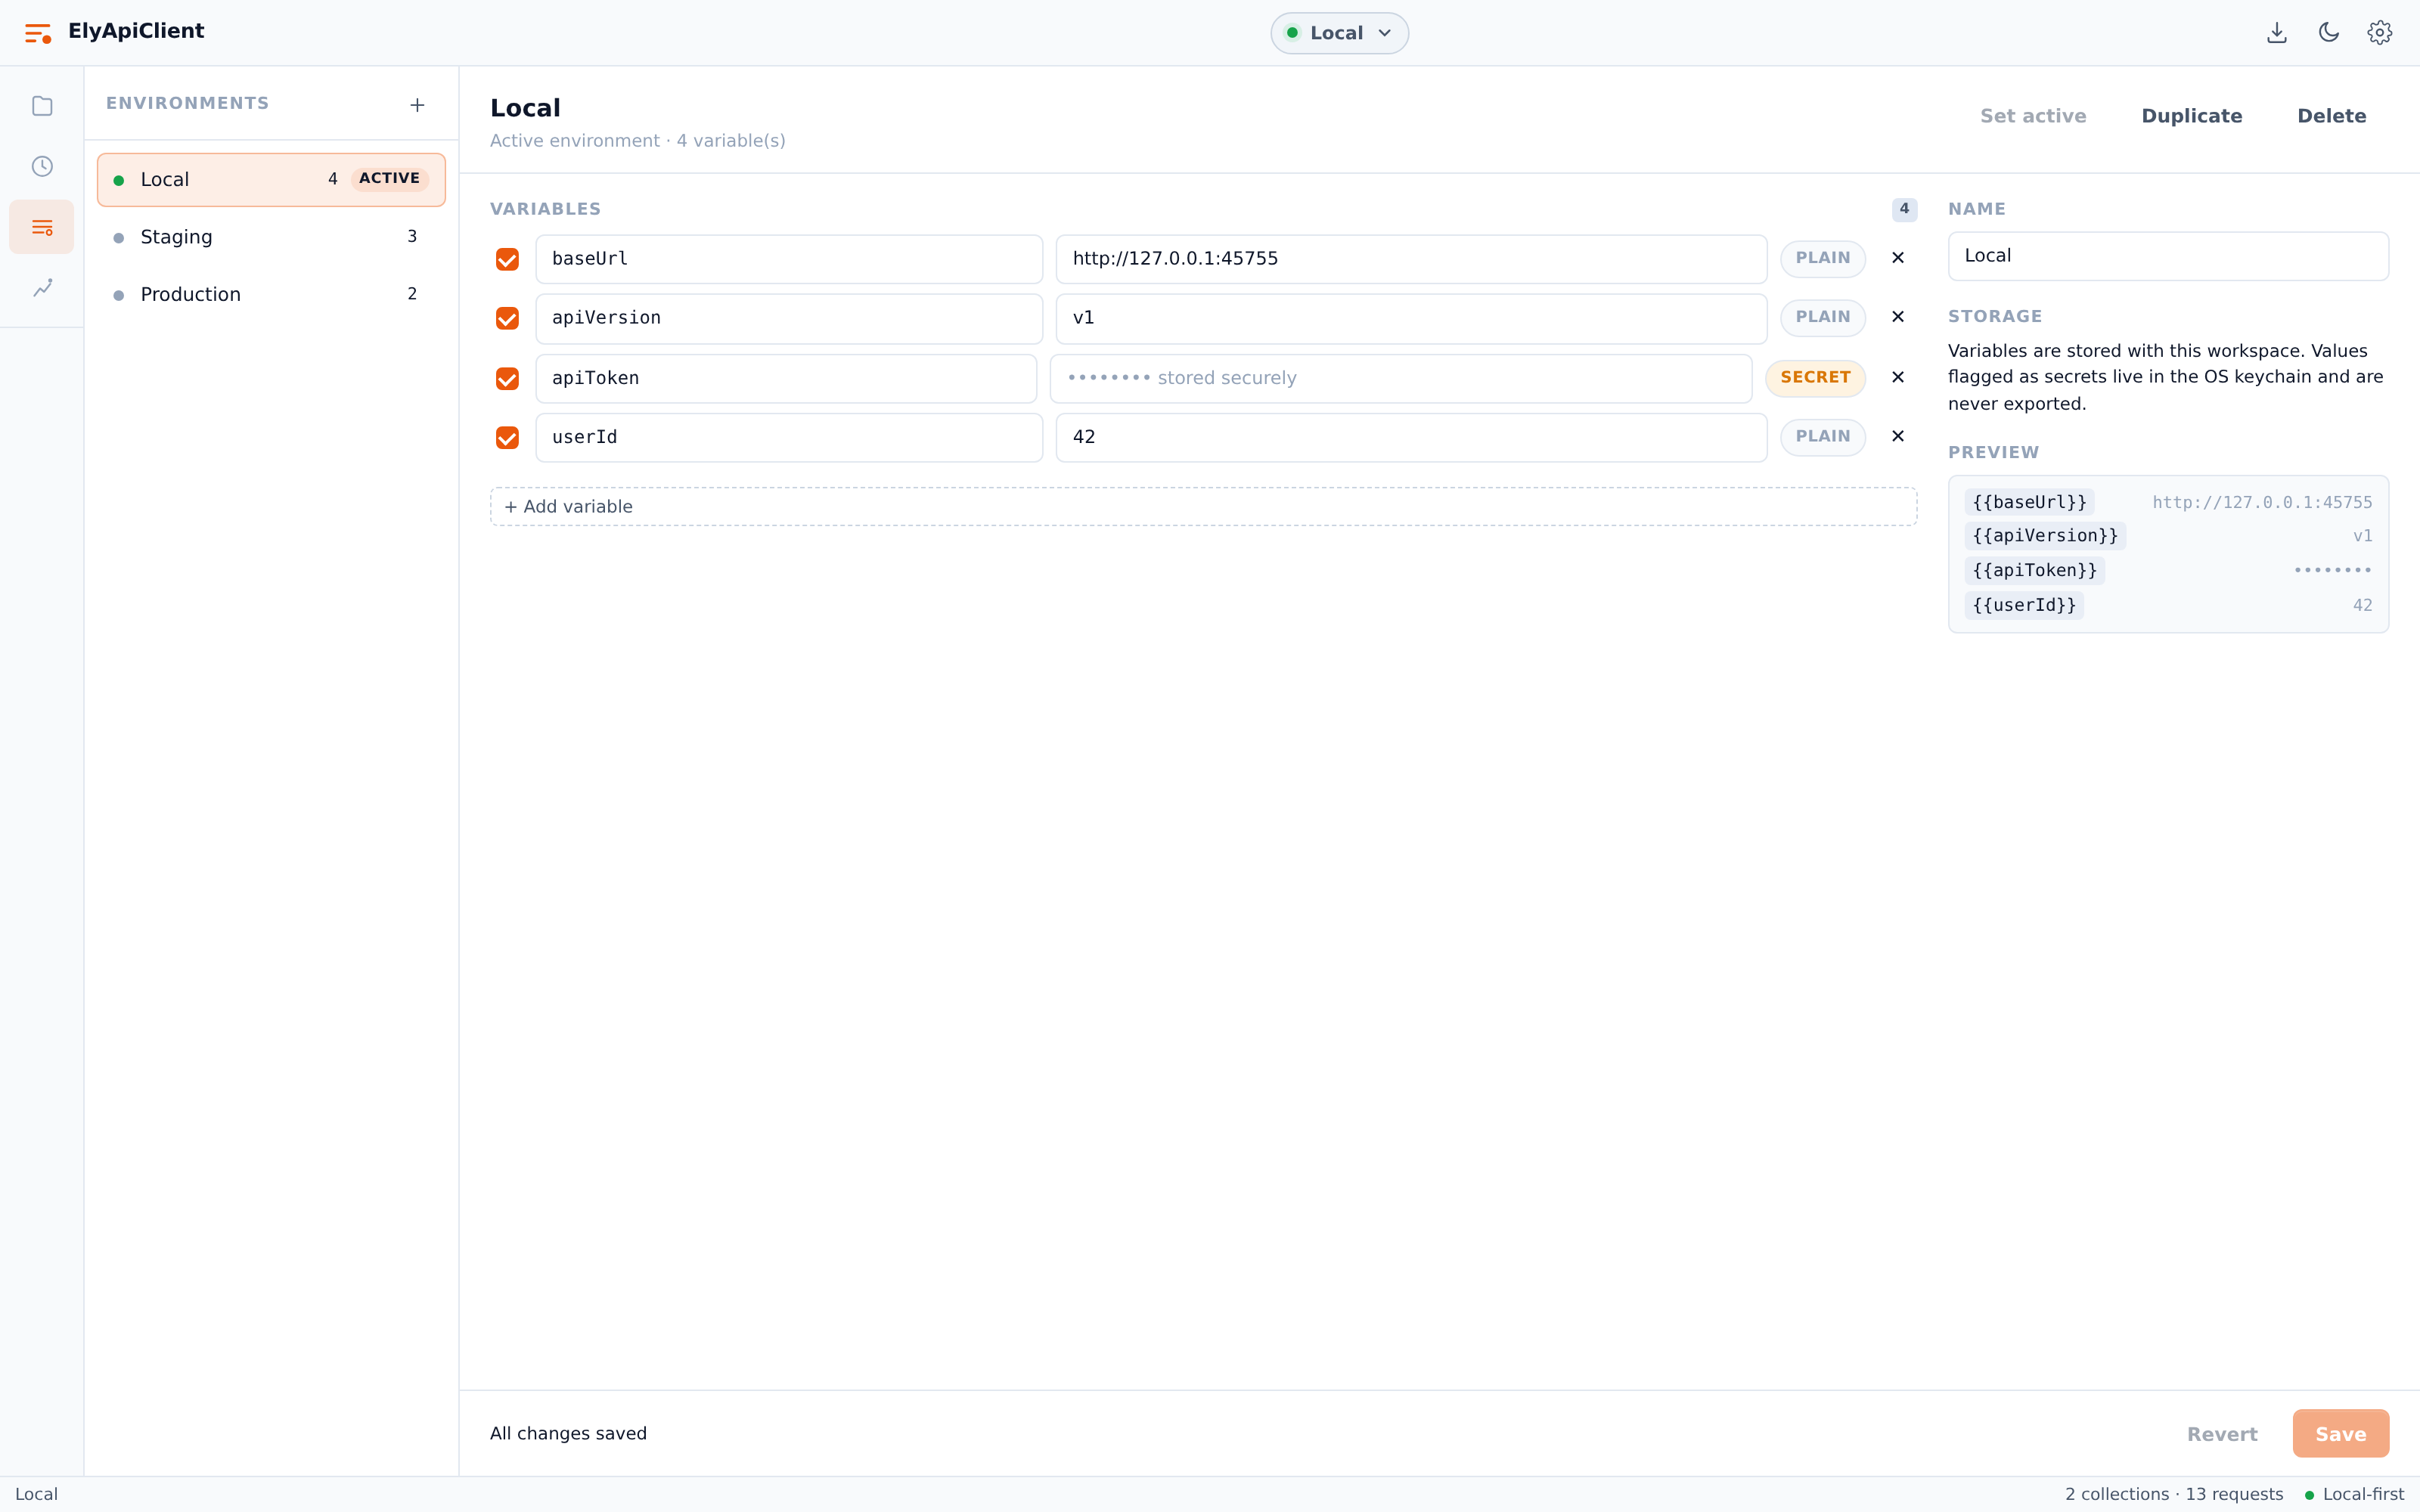 ElyApiClient
Local
ENVIRONMENTS
+
Local 4 ACTIVE
Staging 3
Production 2
Local
Active environment · 4 variable(s)
Set active Duplicate Delete
VARIABLES 4
baseUrl http://127.0.0.1:45755 PLAIN ✕
apiVersion v1 PLAIN ✕
apiToken •••••••• stored securely SECRET ✕
userId 42 PLAIN ✕
+ Add variable
NAME
Local
STORAGE
Variables are stored with this workspace. Values
flagged as secrets live in the OS keychain and are
never exported.
PREVIEW
{{baseUrl}} http://127.0.0.1:45755
{{apiVersion}} v1
{{apiToken}} ••••••••
{{userId}} 42
All changes saved
Revert Save
Local
2 collections · 13 requests Local-first